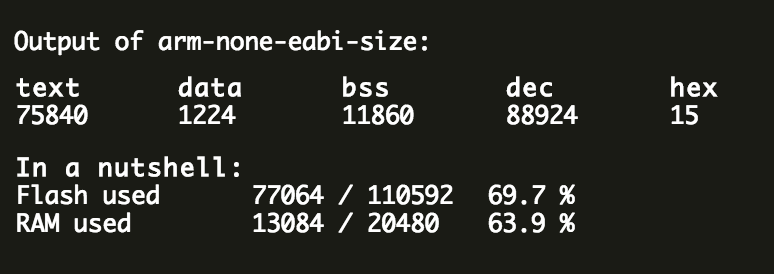 Output of arm-none-eabi-size:
text data bss dec hex
75840 1224 11860 88924 15
In a nutshell:
Flash used 77064 / 110592 69.7 %
RAM used 13084 / 20480 63.9 %